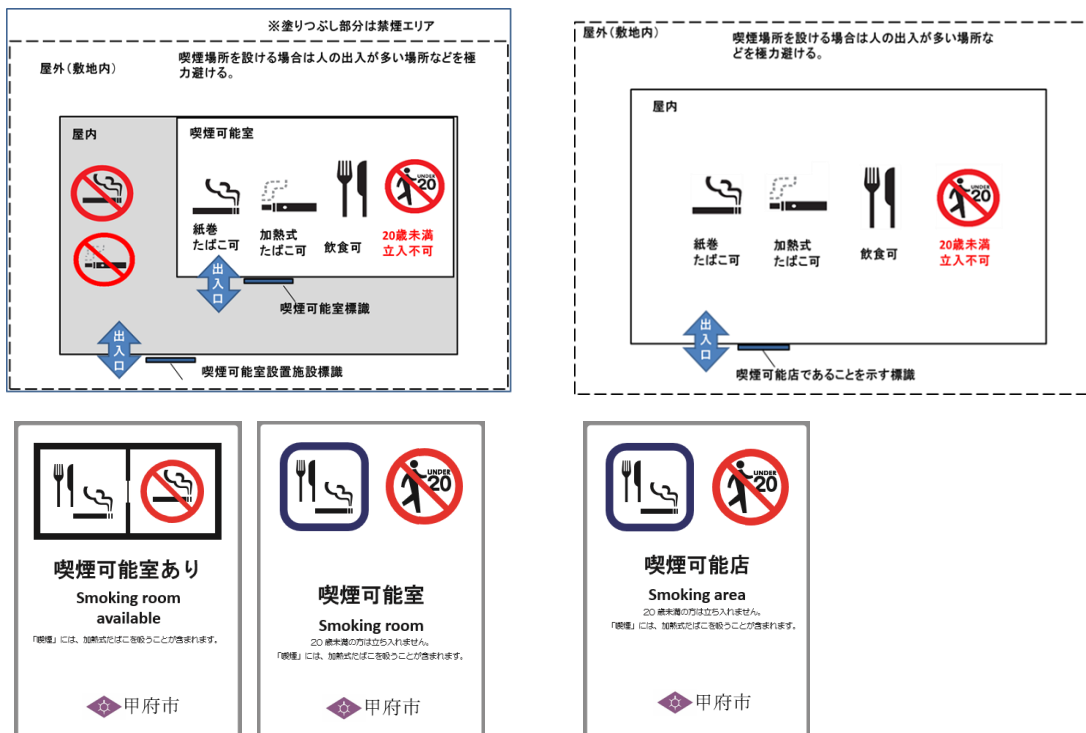 ※塗りつぶし部分は禁煙エリア
屋外(敷地内)
喫煙場所を設ける場合は人の出入が多い場所などを極
力避ける。
屋内
喫煙可能室
UNDER
20
紙巻
たばこ可
加熱式
たばこ可
飲食可
20歳未満
立入不可
出入口
喫煙可能室標識
出入口
喫煙可能室設置施設標識
屋外(敷地内)
喫煙場所を設ける場合は人の出入が多い場所な
どを極力避ける。
屋内
UNDER
20
紙巻
たばこ可
加熱式
たばこ可
飲食可
20歳未満
立入不可
出入口
喫煙可能店であることを示す標識
喫煙可能室あり
Smoking room
available
「喫煙」には、加熱式たばこを吸うことが含まれます。
甲府市
UNDER
20
喫煙可能室
Smoking room
20 歳未満の方は立ち入れません。
「喫煙」には、加熱式たばこを吸うことが含まれます。
甲府市
UNDER
20
喫煙可能店
Smoking area
20 歳未満の方は立ち入れません。
「喫煙」には、加熱式たばこを吸うことが含まれます。
甲府市